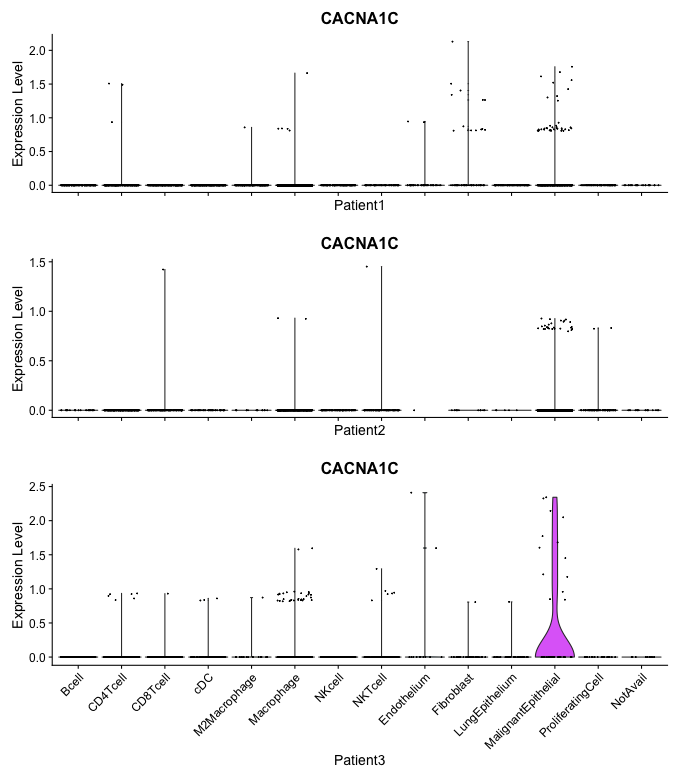 CACNA1C
Expression Level
2.0
1.5
1.0
0.5
0.0
Patient1
CACNA1C
Expression Level
1.5
1.0
0.5
0.0
Patient2
CACNA1C
Expression Level
2.5
2.0
1.5
1.0
0.5
0.0
Bcell
CD4Tcell
CD8Tcell
cDC
M2Macrophage
Macrophage
NKcell
NKTcell
Endothelium
Fibroblast
LungEpithelium
MalignantEpithelial
ProliferatingCell
NotAvail
Patient3